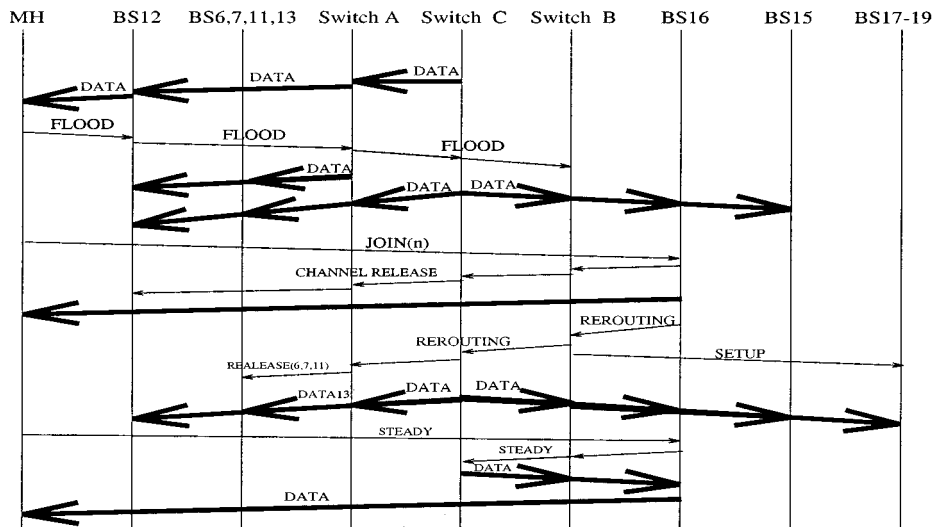 MH BS12 BS6,7,11,13 Switch A Switch C Switch B BS16 BS15 BS17-19
DATA
DATA
DATA
FLOOD
FLOOD
FLOOD
DATA
DATA DATA
JOIN(n)
CHANNEL RELEASE
REROUTING
REROUTING
SETUP
REALEASE(6,7,11)
DATA DATA
DATA13
STEADY
STEADY
DATA
DATA